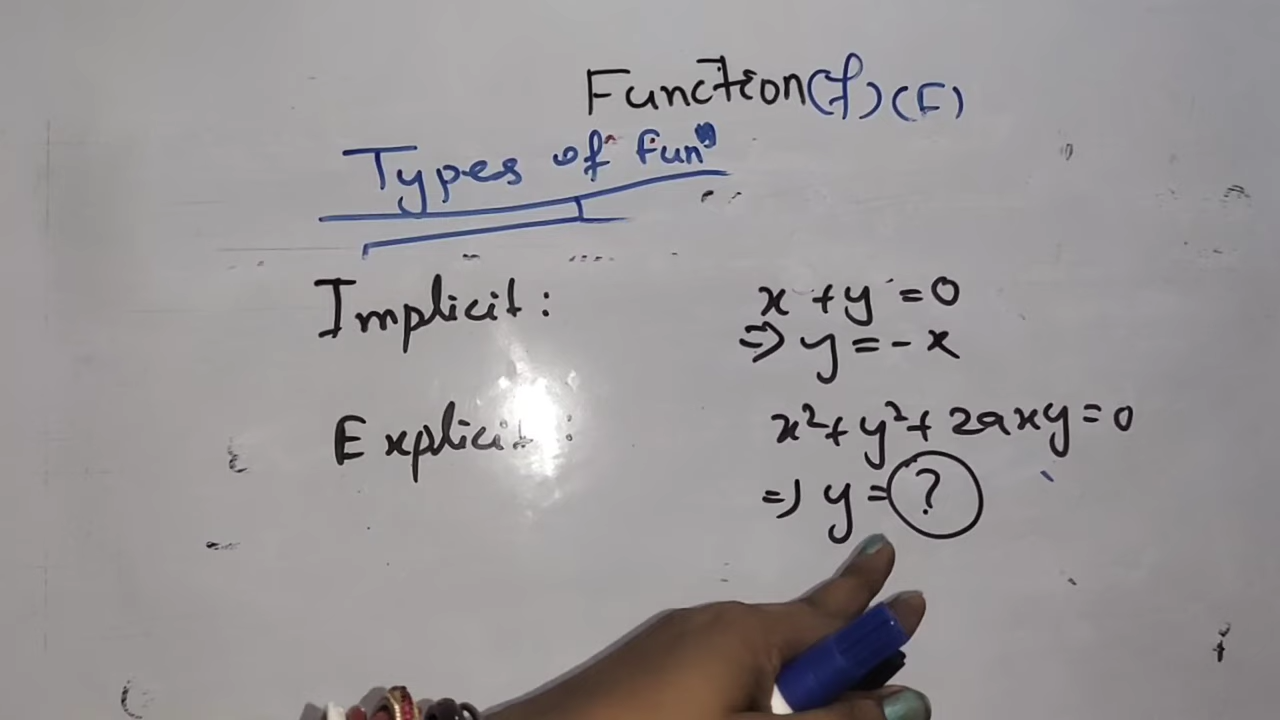 Function (f) (F)
Types of Funⁿ
Implicit :
x + y = 0
⇒ y = - x
Explicit :
x² + y² + 2axy = 0
⇒ y = ?